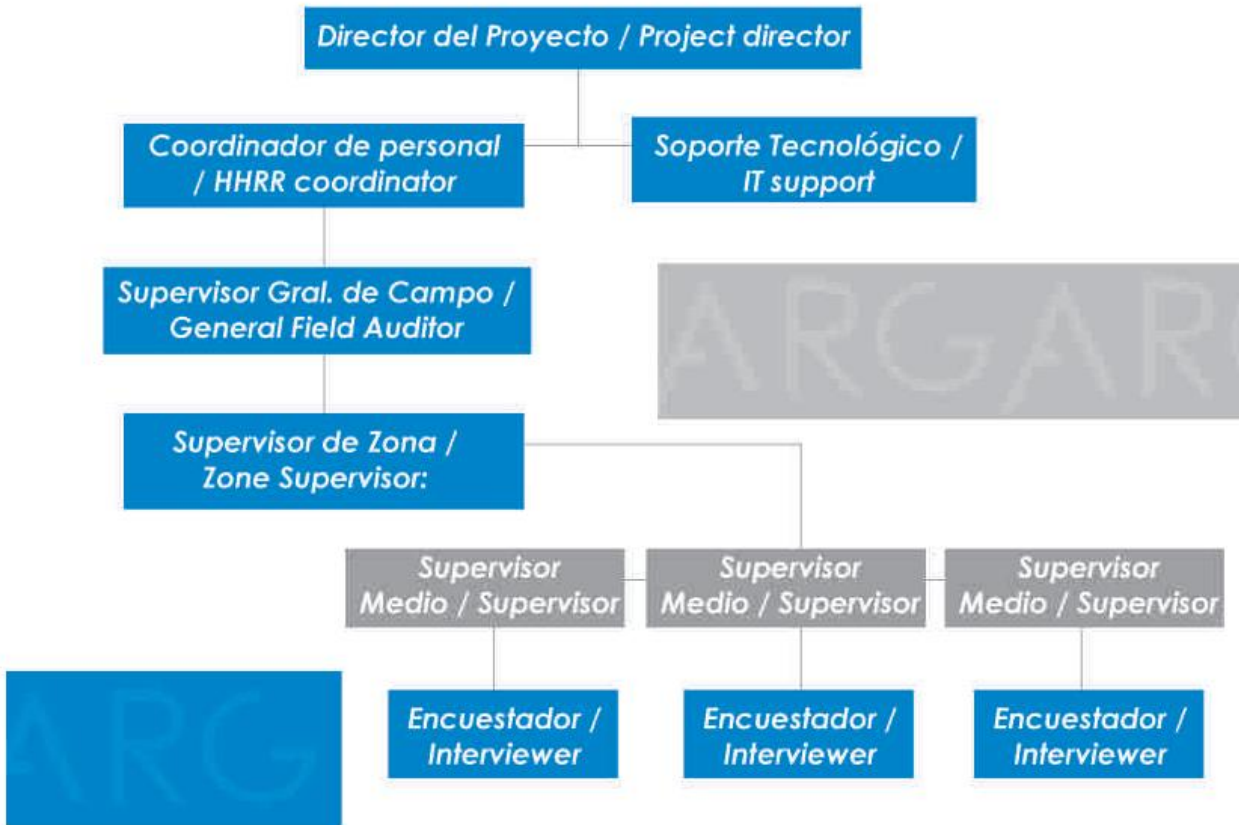 Director del Proyecto / Project director
Coordinador de personal
/ HHRR coordinator
Soporte Tecnológico /
IT support
Supervisor Gral. de Campo /
General Field Auditor
ARGARG
Supervisor de Zona /
Zone Supervisor:
Supervisor
Medio / Supervisor
Supervisor
Medio / Supervisor
Supervisor
Medio / Supervisor
Encuestador /
Interviewer
Encuestador /
Interviewer
Encuestador /
Interviewer
ARG